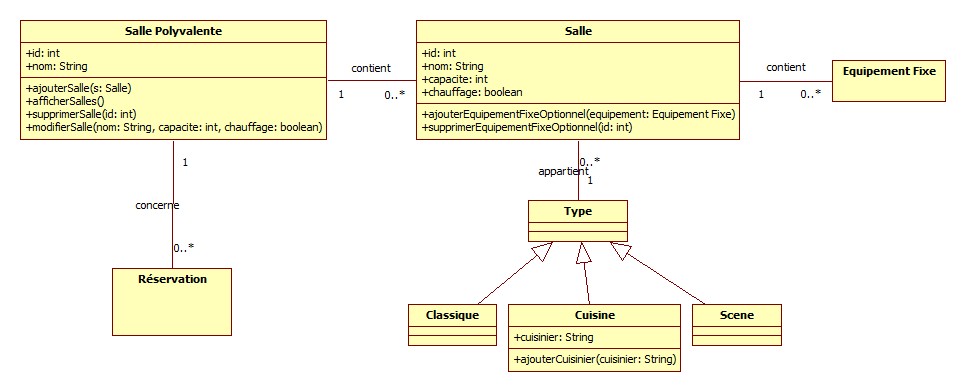 Salle Polyvalente
+id: int
+nom: String
+ajouterSalle(s: Salle)
+afficherSalles()
+supprimerSalle(id: int)
+modifierSalle(nom: String, capacite: int, chauffage: boolean)
contient
1
0..*
Salle
+id: int
+nom: String
+capacite: int
+chauffage: boolean
+ajouterEquipementFixeOptionnel(equipement: Equipement Fixe)
+supprimerEquipementFixeOptionnel(id: int)
contient
1
0..*
Equipement Fixe
1
concerne
0..*
Réservation
0..*
appartient
1
Type
Classique
Cuisine
+cuisinier: String
+ajouterCuisinier(cuisinier: String)
Scene